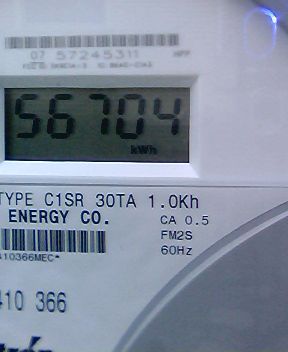 07 57245311
56704
kWh
TYPE C1SR 30TA 1.0Kh
ENERGY CO.
CA 0.5
FM2S
60Hz
410366MEC*
410 366